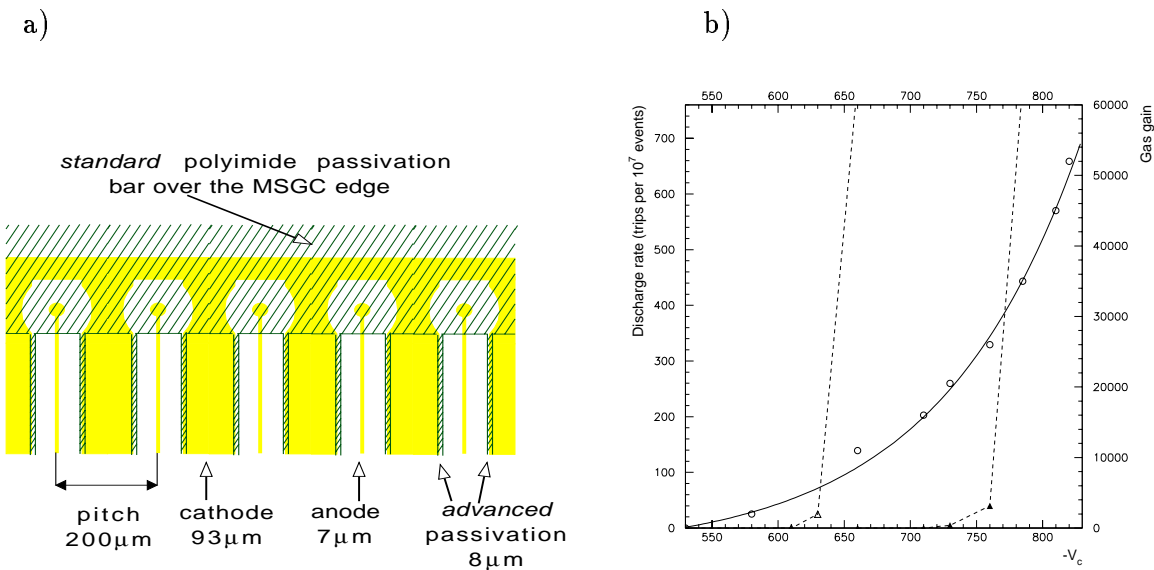 a)
standard polyimide passivation
bar over the MSGC edge
pitch
200μm
cathode
93μm
anode
7μm
advanced
passivation
8μm
b)
550 600 650 700 750 800
Discharge rate (trips per 10^7 events)
700
600
500
400
300
200
100
0
Gas gain
60000
50000
40000
30000
20000
10000
0
550 600 650 700 750 800
-V_c